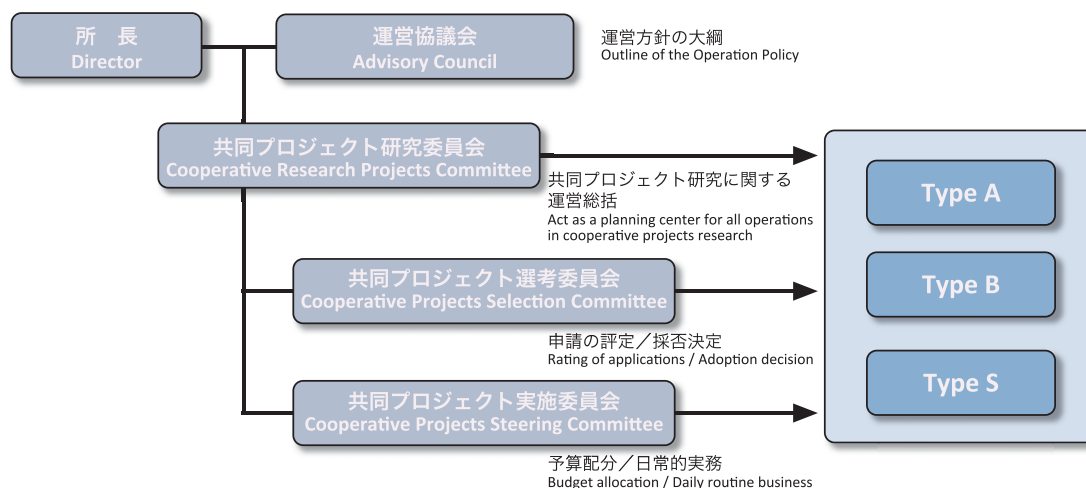 所　長
Director
運営協議会
Advisory Council
運営方針の大綱
Outline of the Operation Policy
共同プロジェクト研究委員会
Cooperative Research Projects Committee
共同プロジェクト研究に関する
運営総括
Act as a planning center for all operations
in cooperative projects research
共同プロジェクト選考委員会
Cooperative Projects Selection Committee
申請の評定／採否決定
Rating of applications / Adoption decision
共同プロジェクト実施委員会
Cooperative Projects Steering Committee
予算配分／日常的実務
Budget allocation / Daily routine business
Type A
Type B
Type S